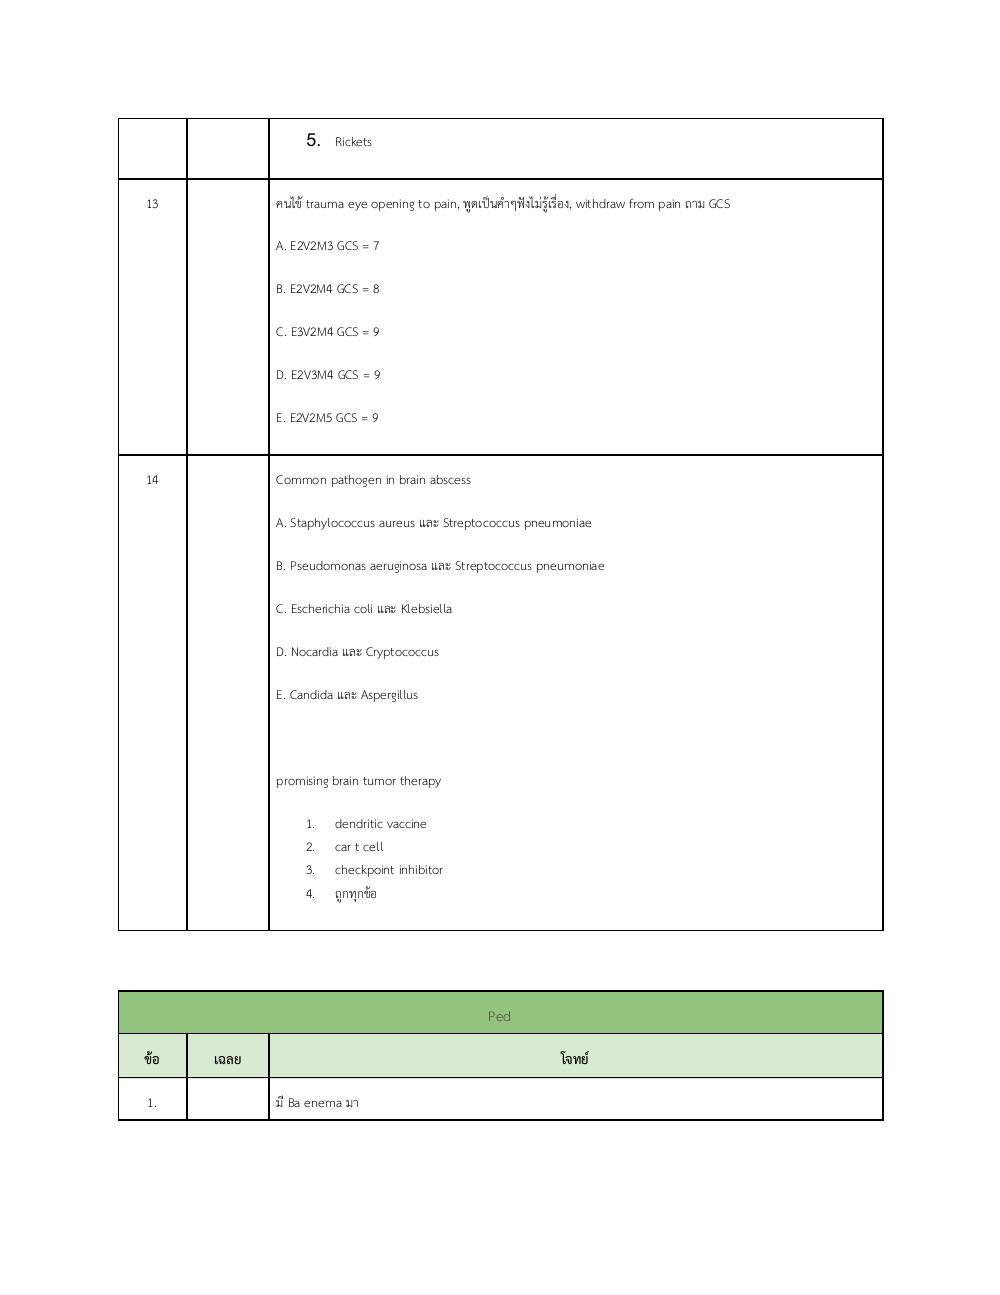 5. Rickets
13 คนไข้ trauma eye opening to pain, พูดเป็นคำๆฟังไม่รู้เรื่อง, withdraw from pain ถาม GCS
A. E2V2M3 GCS = 7
B. E2V2M4 GCS = 8
C. E3V2M4 GCS = 9
D. E2V3M4 GCS = 9
E. E2V2M5 GCS = 9
14 Common pathogen in brain abscess
A. Staphylococcus aureus และ Streptococcus pneumoniae
B. Pseudomonas aeruginosa และ Streptococcus pneumoniae
C. Escherichia coli และ Klebsiella
D. Nocardia และ Cryptococcus
E. Candida และ Aspergillus
promising brain tumor therapy
1. dendritic vaccine
2. car t cell
3. checkpoint inhibitor
4. ถูกทุกข้อ
Ped
ข้อ เฉลย โจทย์
1. มี Ba enema มา